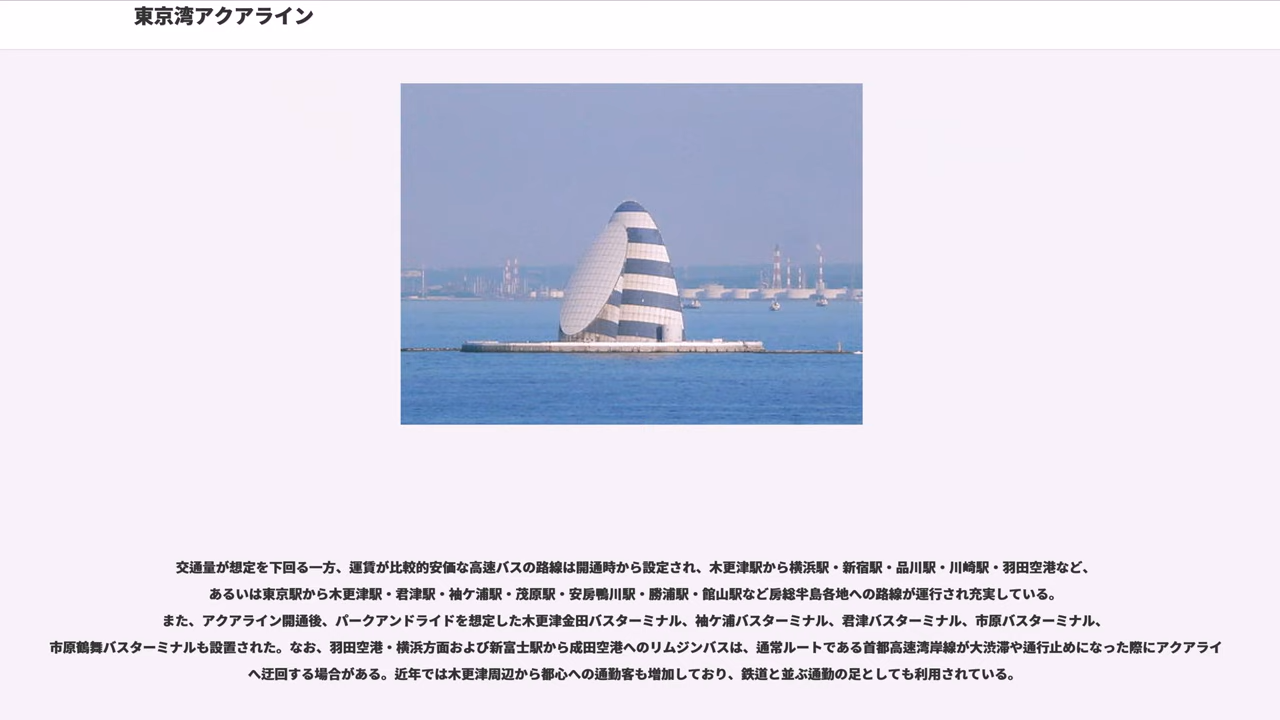 東京湾アクアライン
交通量が想定を下回る一方、運賃が比較的安価な高速バスの路線は開通時から設定され、木更津駅から横浜駅・新宿駅・品川駅・川崎駅・羽田空港など、
あるいは東京駅から木更津駅・君津駅・袖ケ浦駅・茂原駅・安房鴨川駅・勝浦駅・館山駅など房総半島各地への路線が運行され充実している。
また、アクアライン開通後、パークアンドライドを想定した木更津金田バスターミナル、袖ケ浦バスターミナル、君津バスターミナル、市原バスターミナル、
市原鶴舞バスターミナルも設置された。なお、羽田空港・横浜方面および新富士駅から成田空港へのリムジンバスは、通常ルートである首都高速湾岸線が大渋滞や通行止めになった際にアクアライ
へ迂回する場合がある。近年では木更津周辺から都心への通勤客も増加しており、鉄道と並ぶ通勤の足としても利用されている。